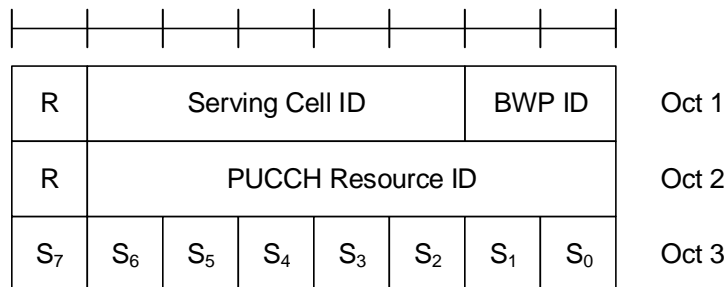 R Serving Cell ID BWP ID Oct 1
R PUCCH Resource ID Oct 2
S₇ S₆ S₅ S₄ S₃ S₂ S₁ S₀ Oct 3